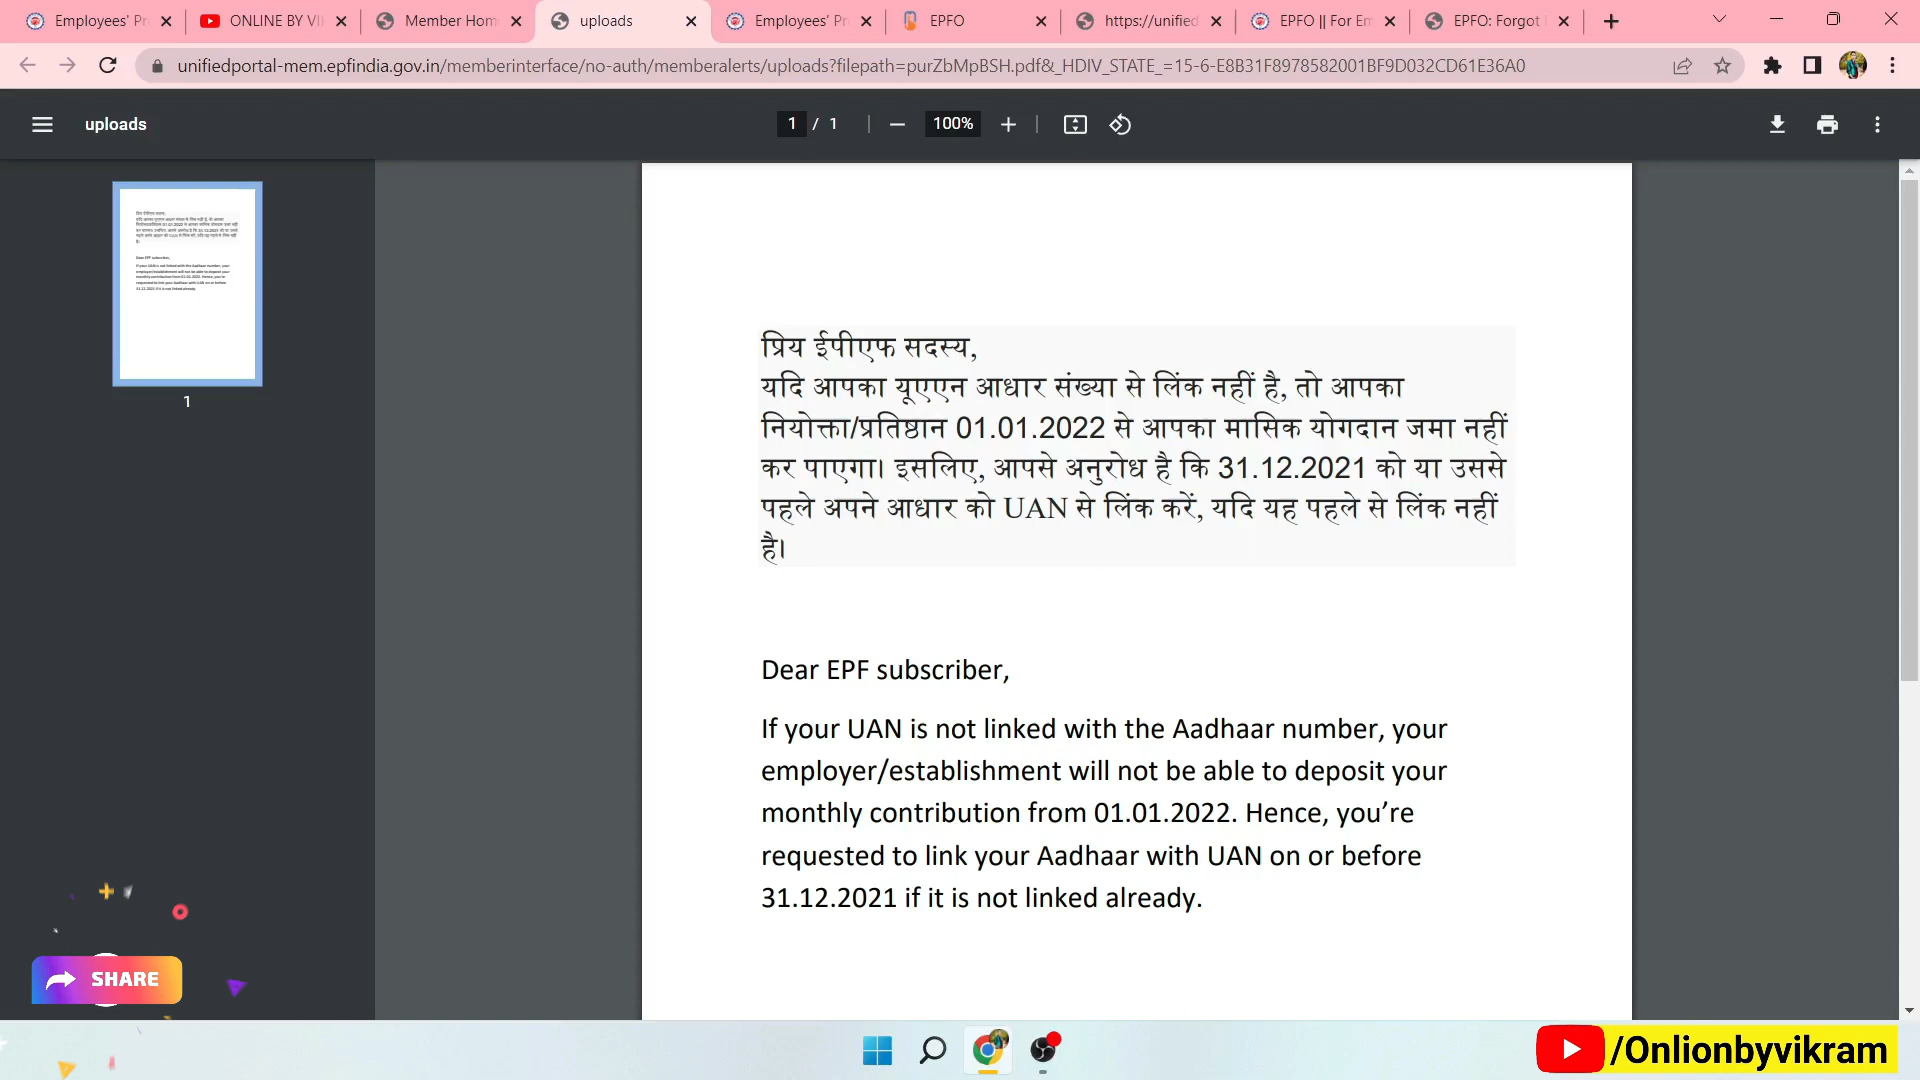 Employees' Pr
ONLINE BY VI
Member Hom
uploads
Employees' Pr
EPFO
https://unified
EPFO || For Em
EPFO: Forgot
unifiedportal-mem.epfindia.gov.in/memberinterface/no-auth/memberalerts/uploads?filepath=purZbMpBSH.pdf&_HDIV_STATE_=15-6-E8B31F8978582001BF9D032CD61E36A0
uploads
1 / 1
100%
1
प्रिय ईपीएफ सदस्य,
यदि आपका यूएएन आधार संख्या से लिंक नहीं है, तो आपका
नियोक्ता/प्रतिष्ठान 01.01.2022 से आपका मासिक योगदान जमा नहीं
कर पाएगा। इसलिए, आपसे अनुरोध है कि 31.12.2021 को या उससे
पहले अपने आधार को UAN से लिंक करें, यदि यह पहले से लिंक नहीं
है।
Dear EPF subscriber,
If your UAN is not linked with the Aadhaar number, your
employer/establishment will not be able to deposit your
monthly contribution from 01.01.2022. Hence, you’re
requested to link your Aadhaar with UAN on or before
31.12.2021 if it is not linked already.
SHARE
/Onlionbyvikram